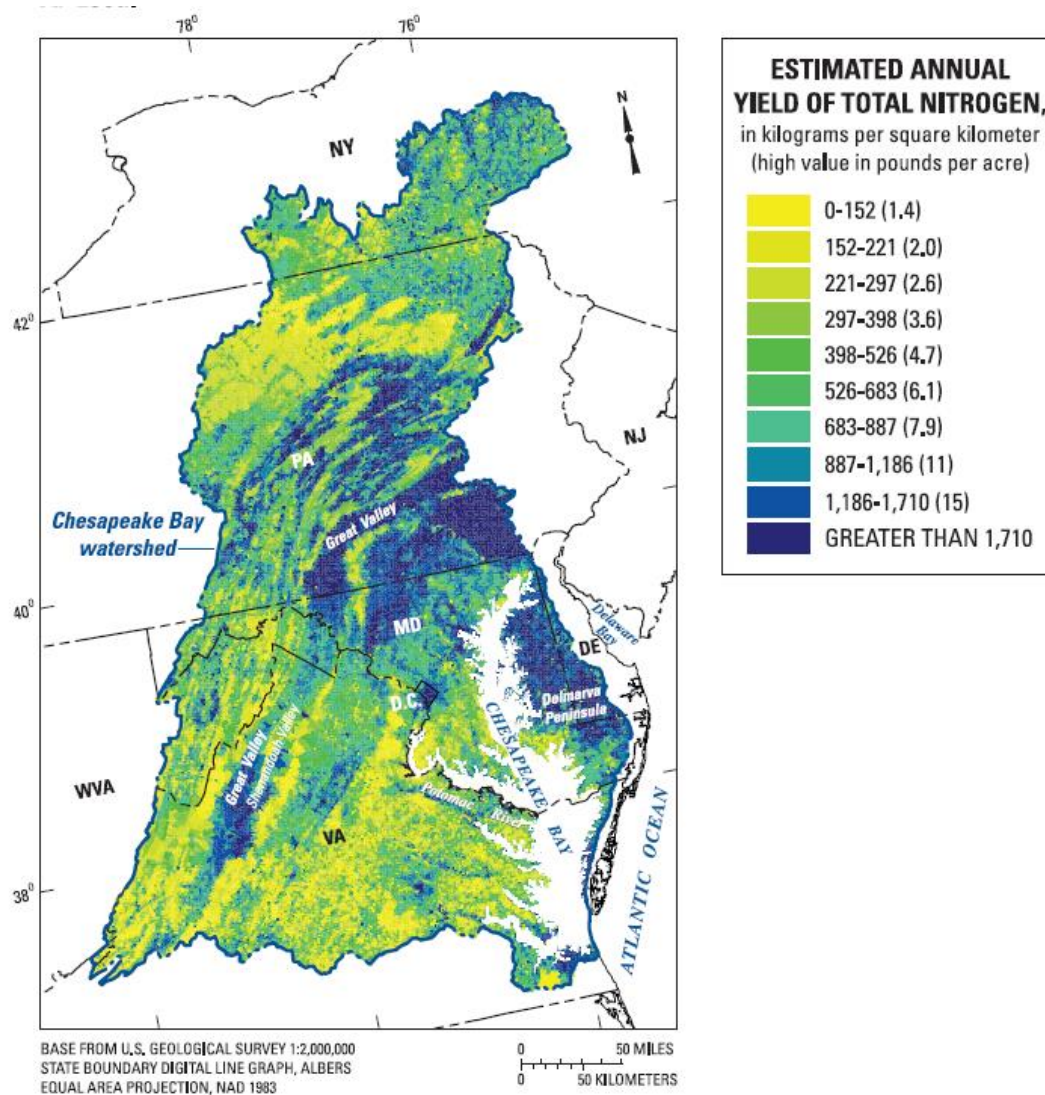 78⁰
76⁰
N
NY
42⁰
PA
NJ
Chesapeake Bay
watershed
Great Valley
40⁰
MD
DE
Delaware
Bay
D.C.
Delmarva
Peninsula
CHESAPEAKE BAY
Great Valley
Shenandoah Valley
WVA
Potomac River
VA
ATLANTIC OCEAN
38⁰
BASE FROM U.S. GEOLOGICAL SURVEY 1:2,000,000
STATE BOUNDARY DIGITAL LINE GRAPH, ALBERS
EQUAL AREA PROJECTION, NAD 1983
0 50 MILES
0 50 KILOMETERS
ESTIMATED ANNUAL
YIELD OF TOTAL NITROGEN,
in kilograms per square kilometer
(high value in pounds per acre)
0-152 (1.4)
152-221 (2.0)
221-297 (2.6)
297-398 (3.6)
398-526 (4.7)
526-683 (6.1)
683-887 (7.9)
887-1,186 (11)
1,186-1,710 (15)
GREATER THAN 1,710